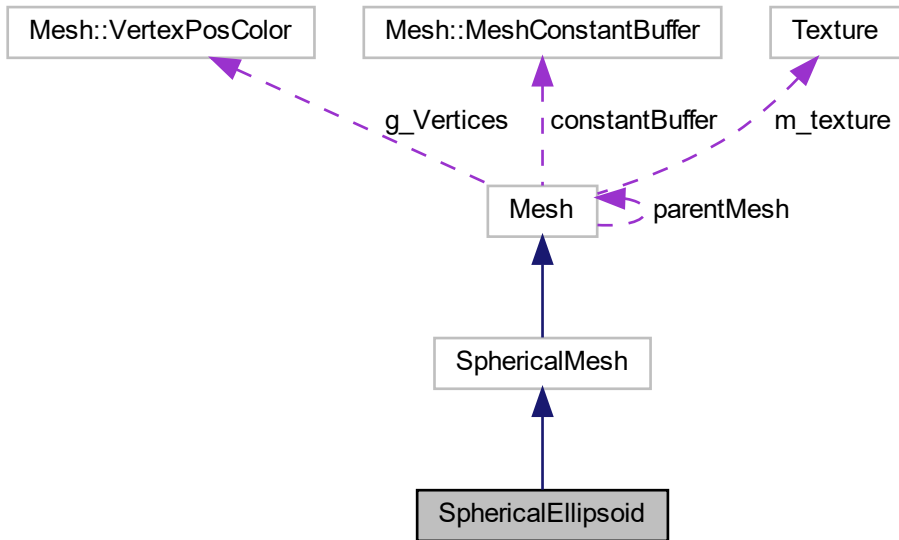 Mesh::VertexPosColor
Mesh::MeshConstantBuffer
Texture
g_Vertices
constantBuffer
m_texture
Mesh
parentMesh
SphericalMesh
SphericalEllipsoid